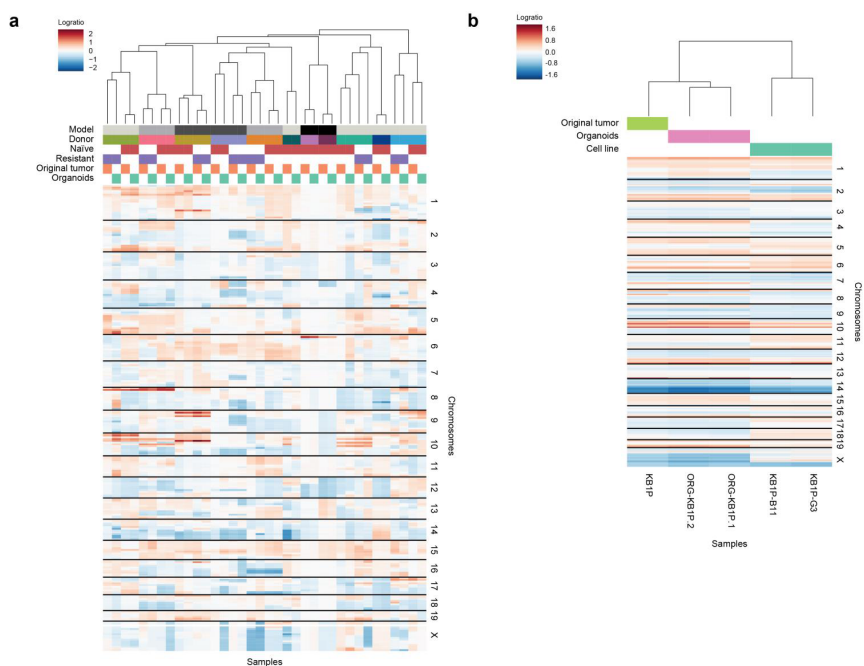 a
Logratio
2
1
0
−1
−2
Model
Donor
Naïve
Resistant
Original tumor
Organoids
1
2
3
4
5
6
7
8
9
10
11
12
13
14
15
16
17
18
19
X
Chromosomes
Samples
b
Logratio
1.6
0.8
0.0
-0.8
-1.6
Original tumor
Organoids
Cell line
1
2
3
4
5
6
7
8
9
10
11
12
13
14
15
16
17
18
19
X
Chromosomes
KB1P
ORG-KB1P.2
ORG-KB1P.1
KB1P-B11
KB1P-G3
Samples